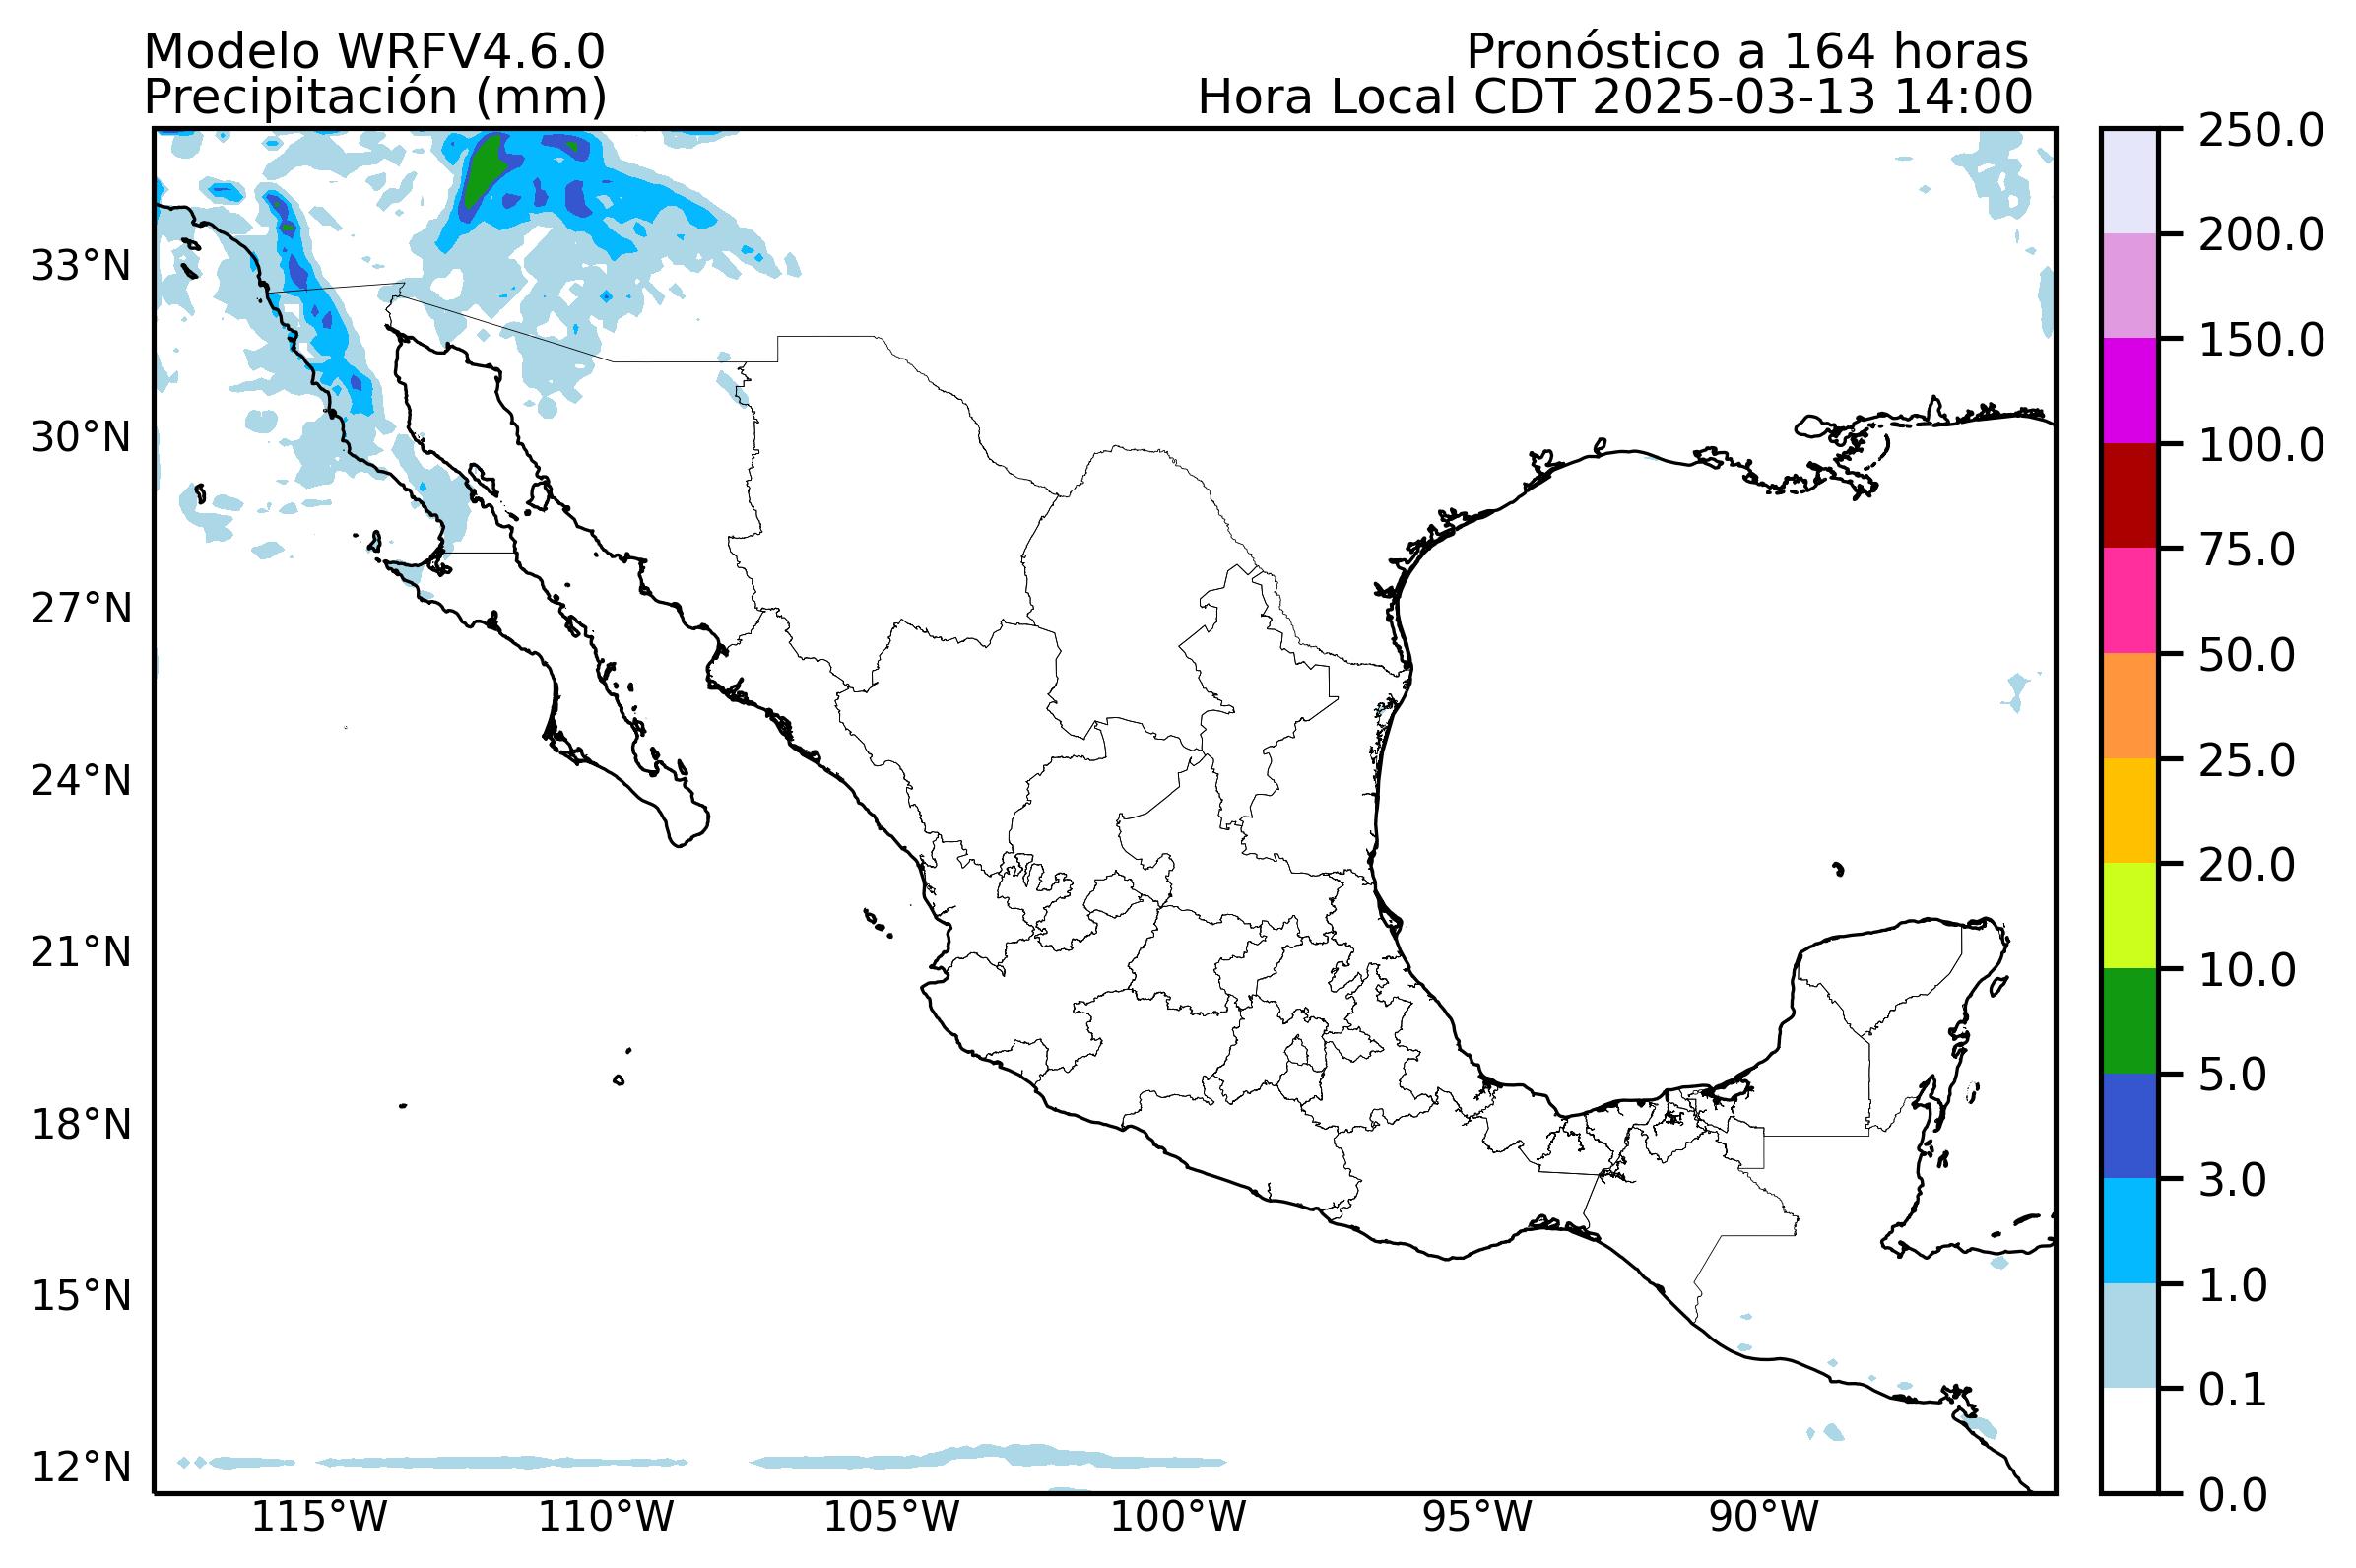 Modelo WRFV4.6.0
Precipitación (mm)
Pronóstico a 164 horas
Hora Local CDT 2025-03-13 14:00
33°N
30°N
27°N
24°N
21°N
18°N
15°N
12°N
115°W
110°W
105°W
100°W
95°W
90°W
250.0
200.0
150.0
100.0
75.0
50.0
25.0
20.0
10.0
5.0
3.0
1.0
0.1
0.0